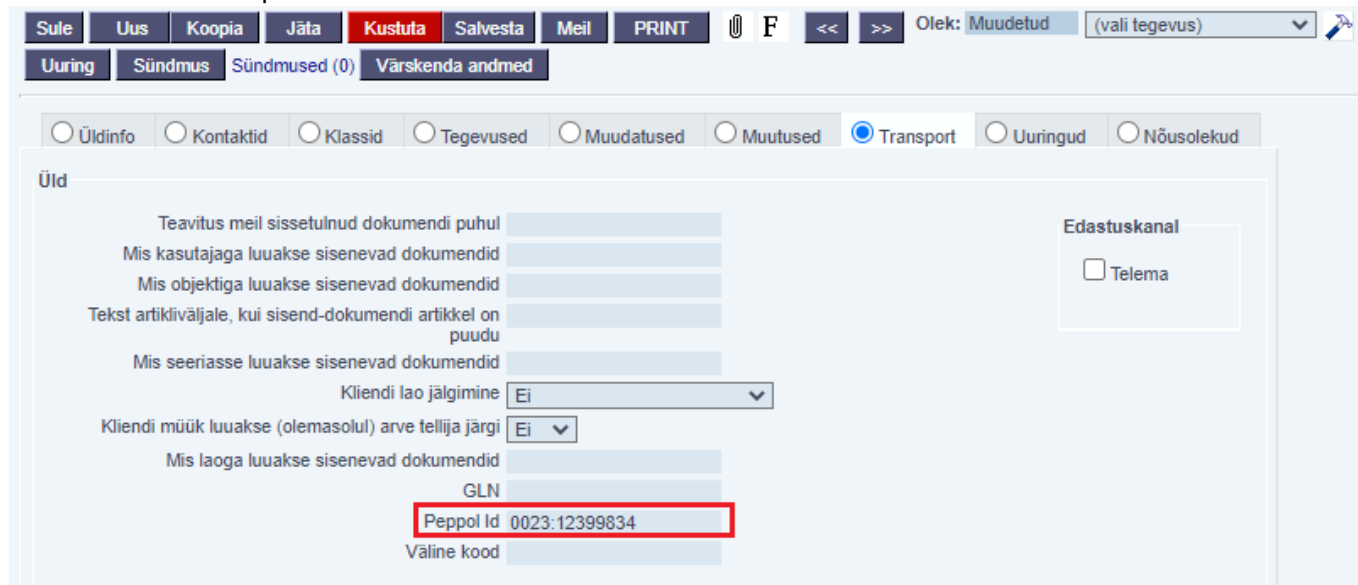 Sule Uus Koopia Jäta Kustuta Salvesta Meil PRINT F << >> Olek: Muudetud (vali tegevus)
Uuring Sündmus Sündmused (0) Värskenda andmed
Üldinfo Kontaktid Klassid Tegevused Muudatused Muutused Transport Uuringud Nõusolekud
Üld
Teavitus meil sissetulnud dokumendi puhul
Edastuskanal
Mis kasutajaga luuakse sisenevad dokumendid
Mis objektiga luuakse sisenevad dokumendid
Telema
Tekst artikliväljale, kui sisend-dokumendi artikkel on
puudu
Mis seeriasse luuakse sisenevad dokumendid
Kliendi lao jälgimine Ei
Kliendi müük luuakse (olemasolul) arve tellija järgi Ei
Mis laoga luuakse sisenevad dokumendid
GLN
Peppol Id 0023:12399834
Väline kood